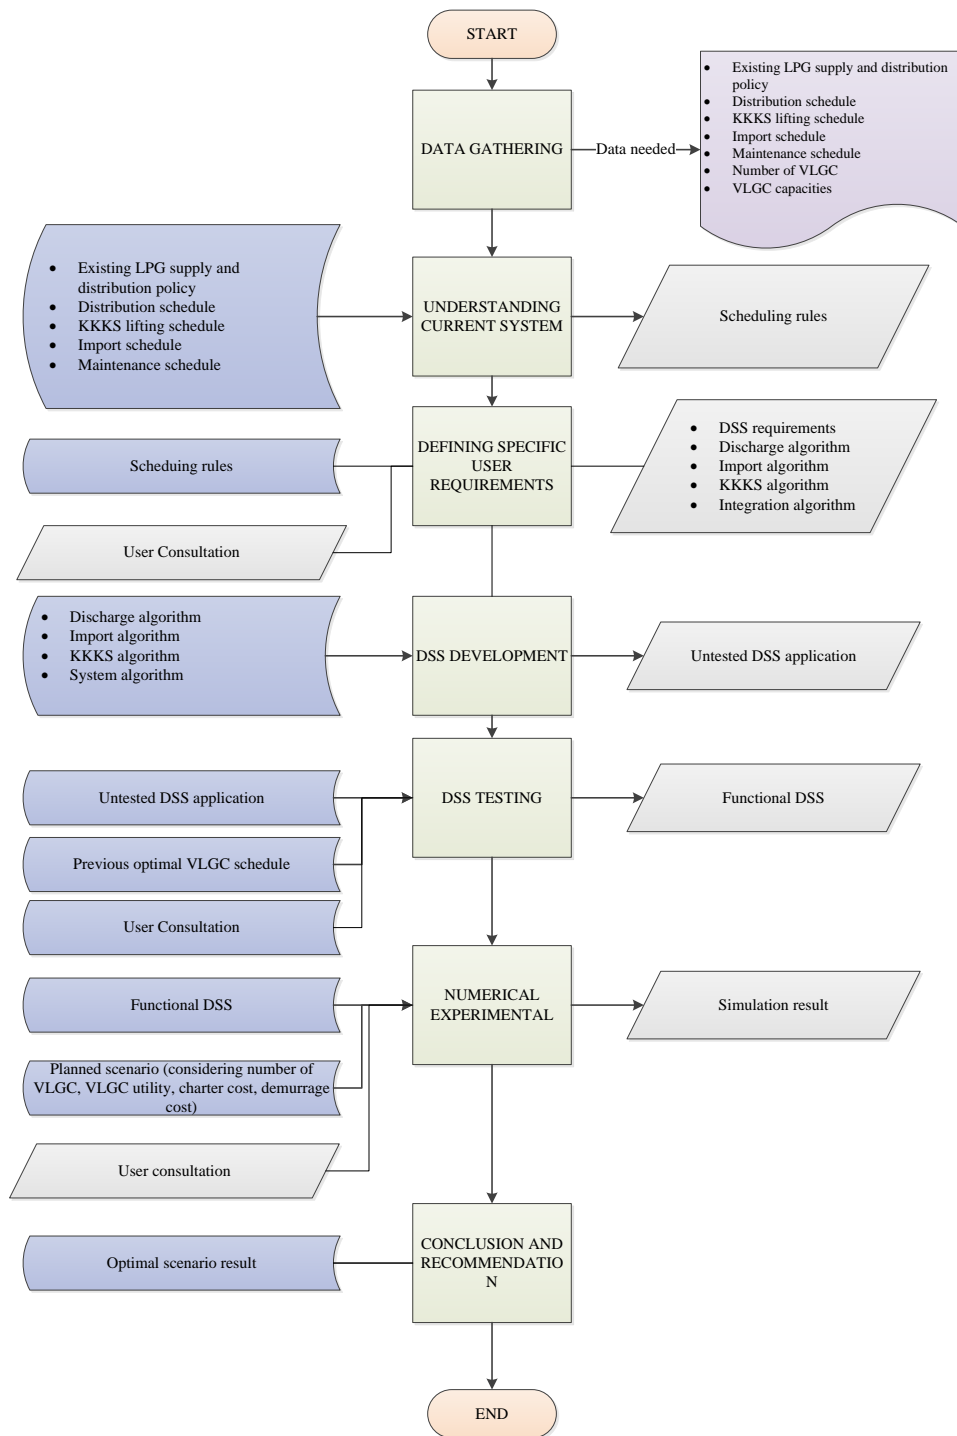 START
DATA GATHERING
Data needed
• Existing LPG supply and distribution
policy
• Distribution schedule
• KKKS lifting schedule
• Import schedule
• Maintenance schedule
• Number of VLGC
• VLGC capacities
• Existing LPG supply and
distribution policy
• Distribution schedule
• KKKS lifting schedule
• Import schedule
• Maintenance schedule
UNDERSTANDING
CURRENT SYSTEM
Scheduling rules
Scheduing rules
User Consultation
DEFINING SPECIFIC
USER
REQUIREMENTS
• DSS requirements
• Discharge algorithm
• Import algorithm
• KKKS algorithm
• Integration algorithm
• Discharge algorithm
• Import algorithm
• KKKS algorithm
• System algorithm
DSS DEVELOPMENT
Untested DSS application
Untested DSS application
Previous optimal VLGC schedule
User Consultation
DSS TESTING
Functional DSS
Functional DSS
Planned scenario (considering number of
VLGC, VLGC utility, charter cost, demurrage
cost)
User consultation
NUMERICAL
EXPERIMENTAL
Simulation result
Optimal scenario result
CONCLUSION AND
RECOMMENDATIO
N
END